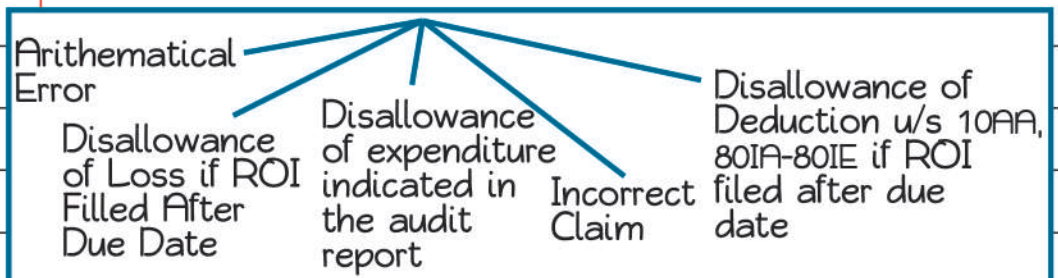 Arithematical
Error
Disallowance
of Loss if ROI
Filled After
Due Date
Disallowance
of expenditure
indicated in
the audit
report
Incorrect
Claim
Disallowance of
Deduction u/s 10AA,
80IA-80IE if ROI
filed after due
date